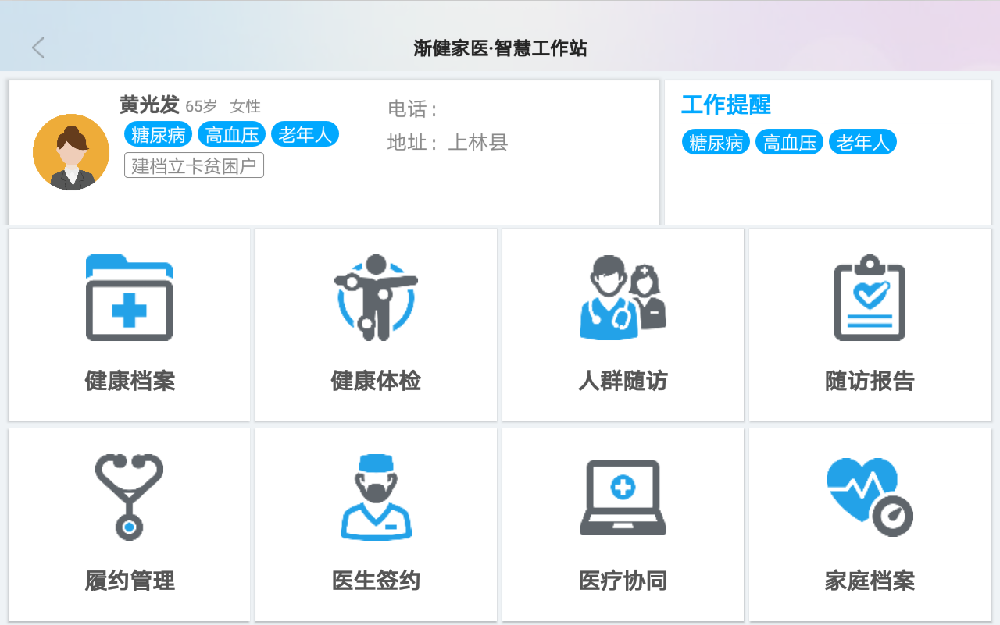 渐健家医·智慧工作站
黄光发 65岁 女性
糖尿病 高血压 老年人
建档立卡贫困户
电话：
地址：上林县
工作提醒
糖尿病 高血压 老年人
健康档案
健康体检
人群随访
随访报告
履约管理
医生签约
医疗协同
家庭档案